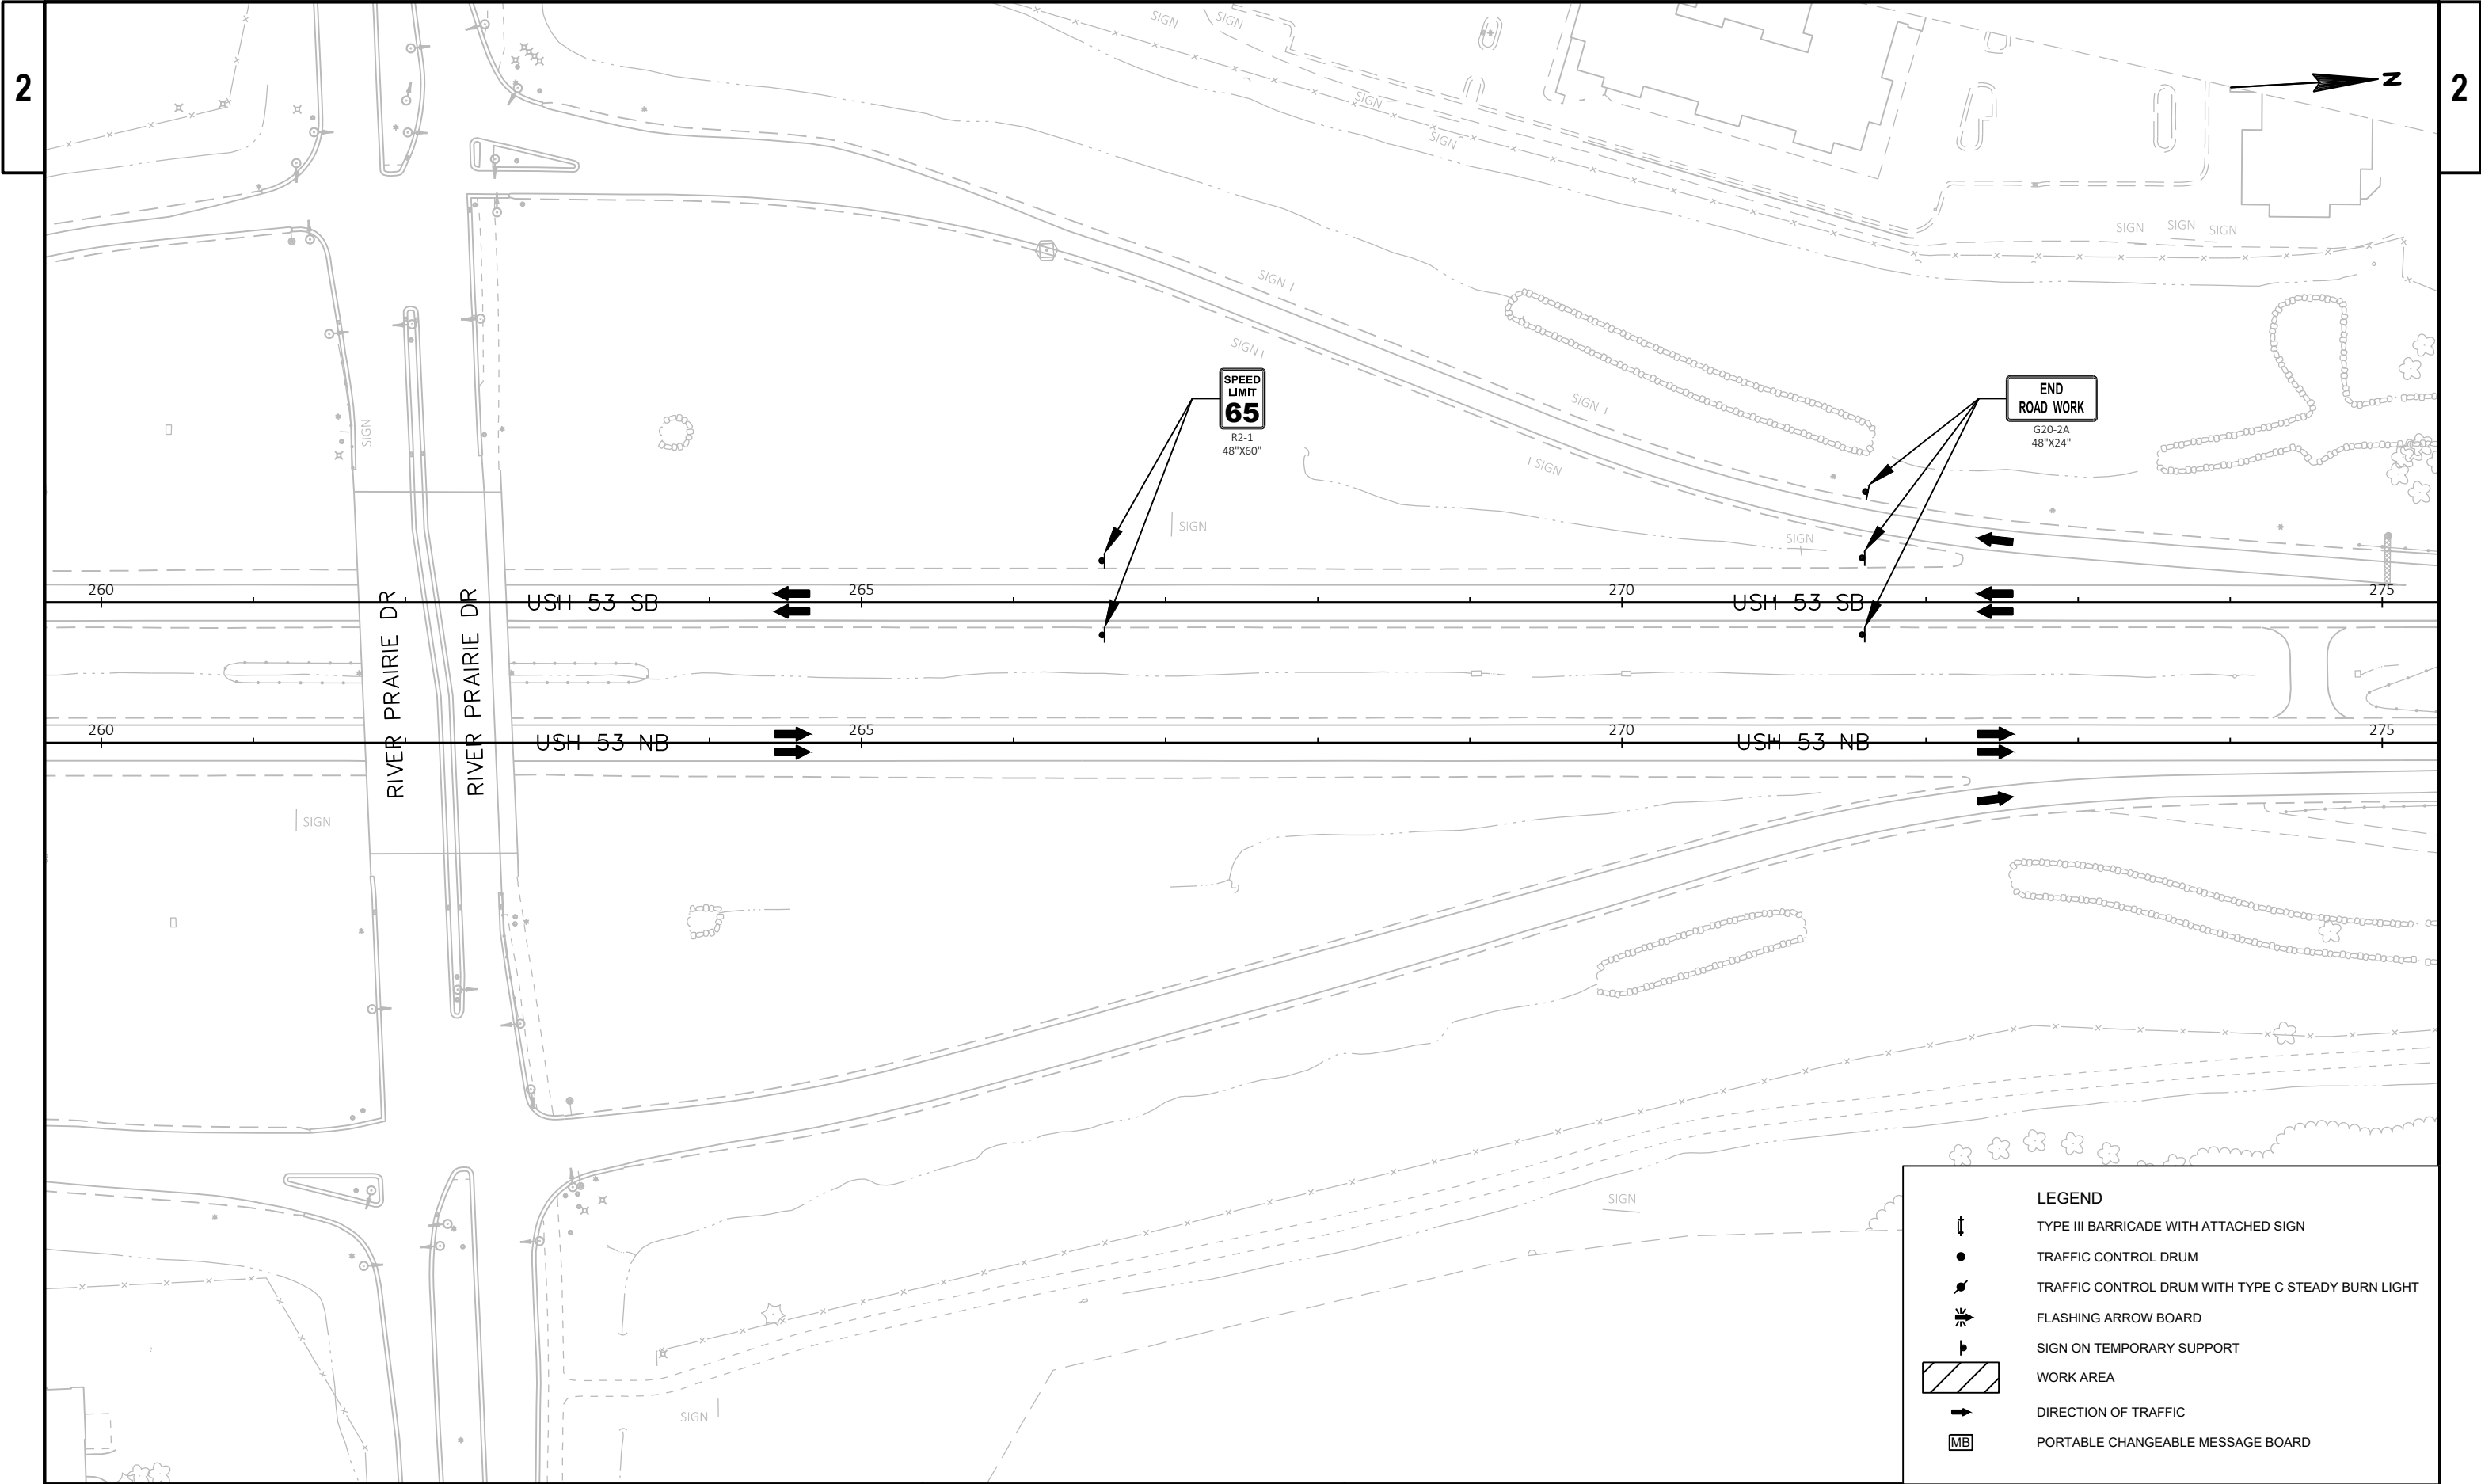 2
2
N
SIGN
SIGN
SIGN
SIGN
SIGN
SIGN
SIGN
SIGN I
SIGN I
SIGN I
I SIGN
SIGN
SIGN
SIGN
SPEED
LIMIT
65
R2-1
48"X60"
END
ROAD WORK
G20-2A
48"X24"
260
265
270
275
USH 53 SB
USH 53 SB
RIVER PRAIRIE DR
RIVER PRAIRIE DR
260
265
270
275
USH 53 NB
USH 53 NB
SIGN
SIGN
SIGN
LEGEND
TYPE III BARRICADE WITH ATTACHED SIGN
TRAFFIC CONTROL DRUM
TRAFFIC CONTROL DRUM WITH TYPE C STEADY BURN LIGHT
FLASHING ARROW BOARD
SIGN ON TEMPORARY SUPPORT
WORK AREA
DIRECTION OF TRAFFIC
MB PORTABLE CHANGEABLE MESSAGE BOARD